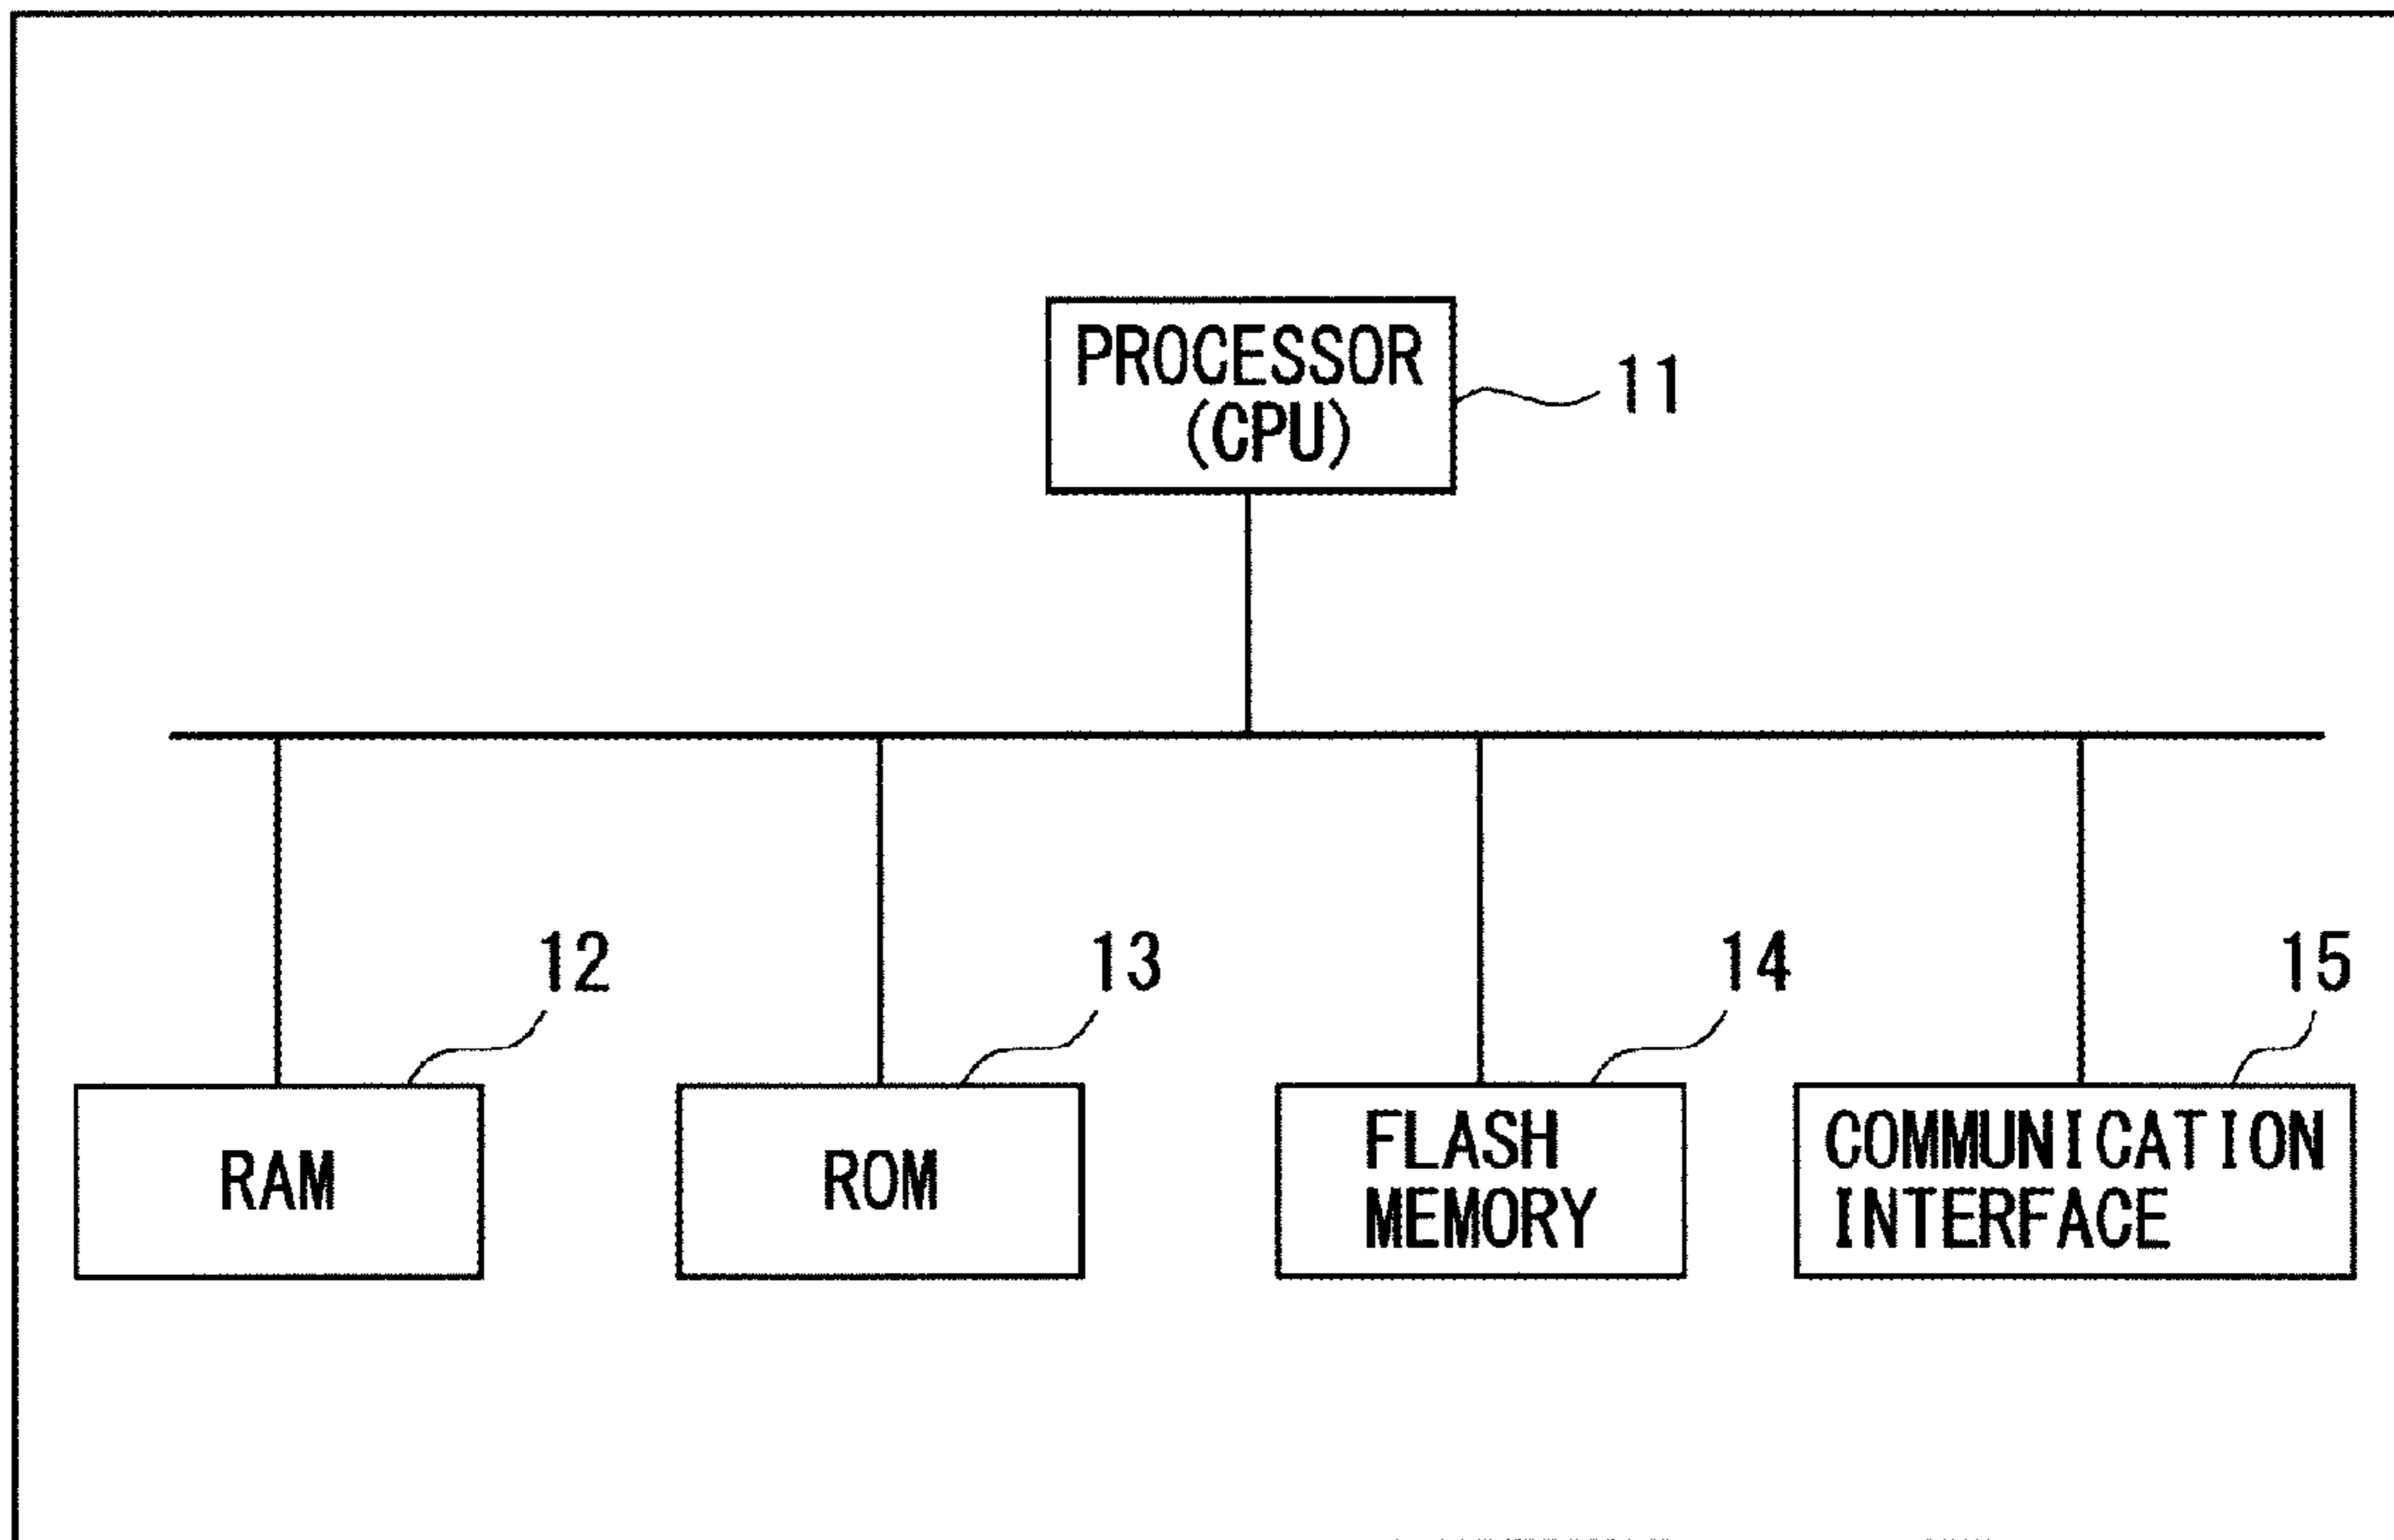 PROCESSOR
(CPU)
11
12
13
14
15
RAM
ROM
FLASH
MEMORY
COMMUNICATION
INTERFACE